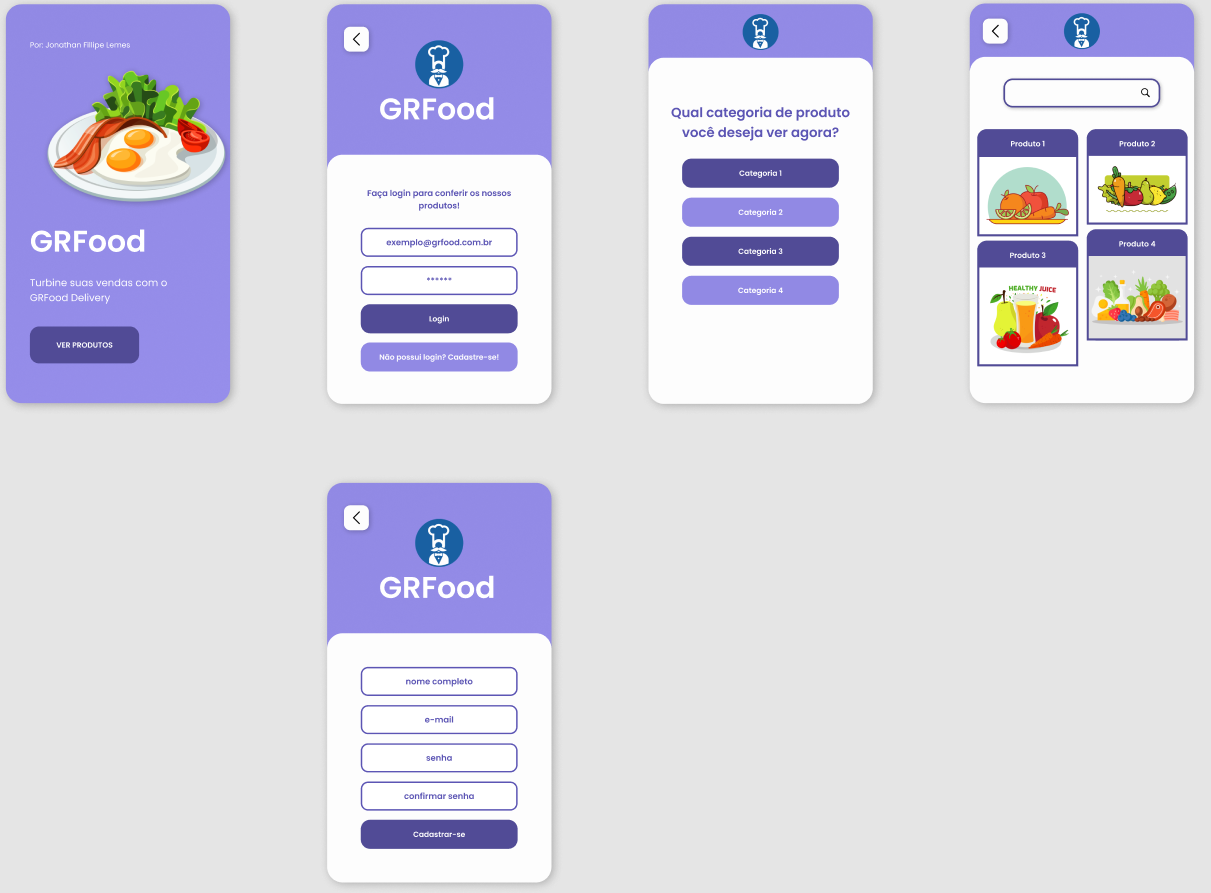 Por: Jonathan Fillipe Lemes
GRFood
Turbine suas vendas com o
GRFood Delivery
VER PRODUTOS
GRFood
Faça login para conferir os nossos
produtos!
exemplo@grfood.com.br
******
Login
Não possui login? Cadastre-se!
Qual categoria de produto
você deseja ver agora?
Categoria 1
Categoria 2
Categoria 3
Categoria 4
Produto 1
Produto 2
Produto 3
HEALTHY JUICE
Produto 4
GRFood
nome completo
e-mail
senha
confirmar senha
Cadastrar-se